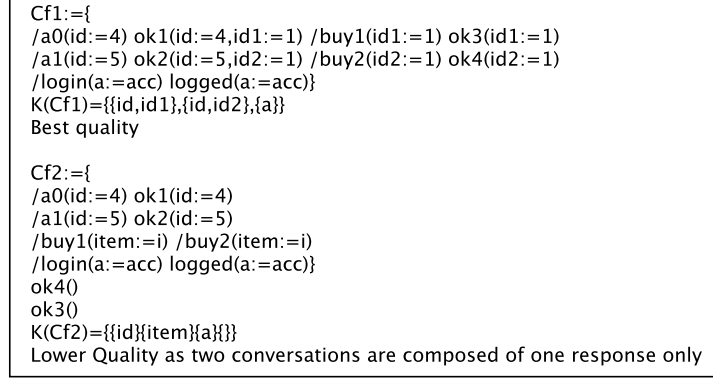 Cf1:={
/a0(id:=4) ok1(id:=4,id1:=1) /buy1(id1:=1) ok3(id1:=1)
/a1(id:=5) ok2(id:=5,id2:=1) /buy2(id2:=1) ok4(id2:=1)
/login(a:=acc) logged(a:=acc)}
K(Cf1)={{id,id1},{id,id2},{a}}
Best quality
Cf2:={
/a0(id:=4) ok1(id:=4)
/a1(id:=5) ok2(id:=5)
/buy1(item:=i) /buy2(item:=i)
/login(a:=acc) logged(a:=acc)}
ok4()
ok3()
K(Cf2)={{id}{item}{a}{}}
Lower Quality as two conversations are composed of one response only